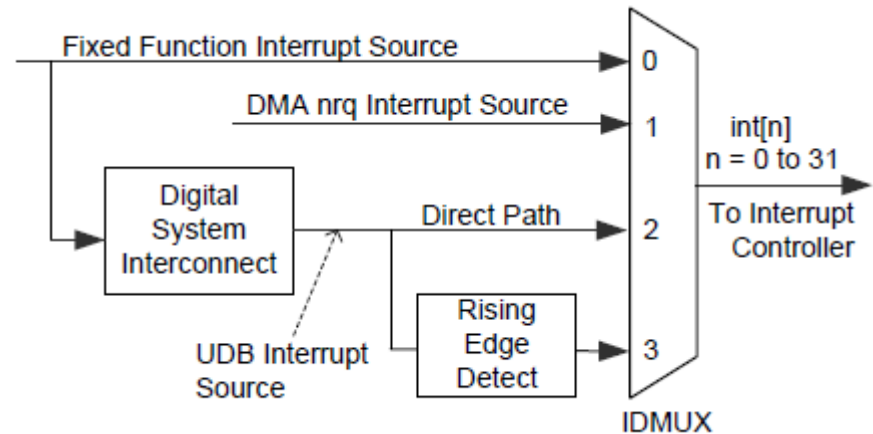 Fixed Function Interrupt Source
0
DMA nrq Interrupt Source
1
int[n]
n = 0 to 31
Digital
System
Interconnect
Direct Path
2
To Interrupt
Controller
UDB Interrupt
Source
Rising
Edge
Detect
3
IDMUX